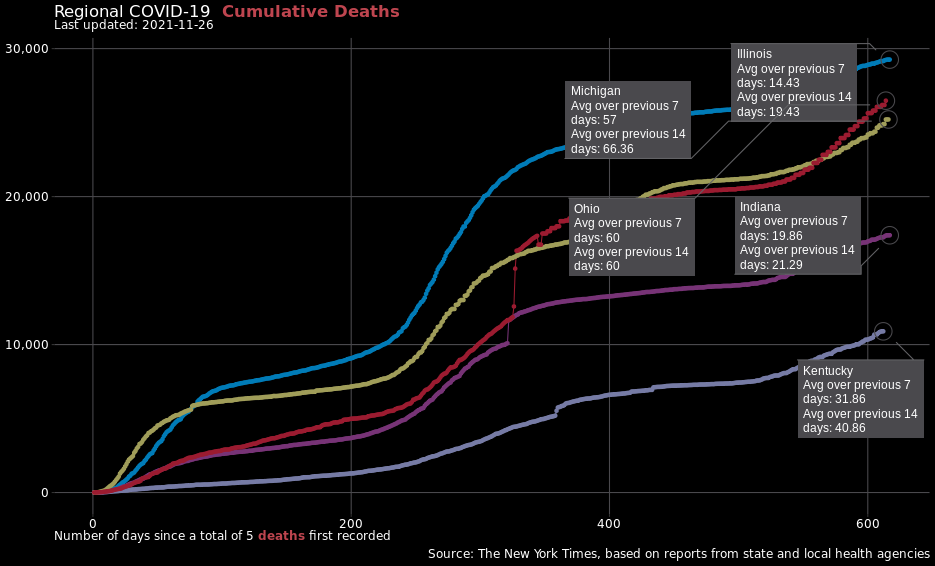 Regional COVID-19 Cumulative Deaths
Last updated: 2021-11-26
30,000
20,000
10,000
0
Illinois
Avg over previous 7
days: 14.43
Avg over previous 14
days: 19.43
Michigan
Avg over previous 7
days: 57
Avg over previous 14
days: 66.36
Ohio
Avg over previous 7
days: 60
Avg over previous 14
days: 60
Indiana
Avg over previous 7
days: 19.86
Avg over previous 14
days: 21.29
Kentucky
Avg over previous 7
days: 31.86
Avg over previous 14
days: 40.86
0
200
400
600
Number of days since a total of 5 deaths first recorded
Source: The New York Times, based on reports from state and local health agencies